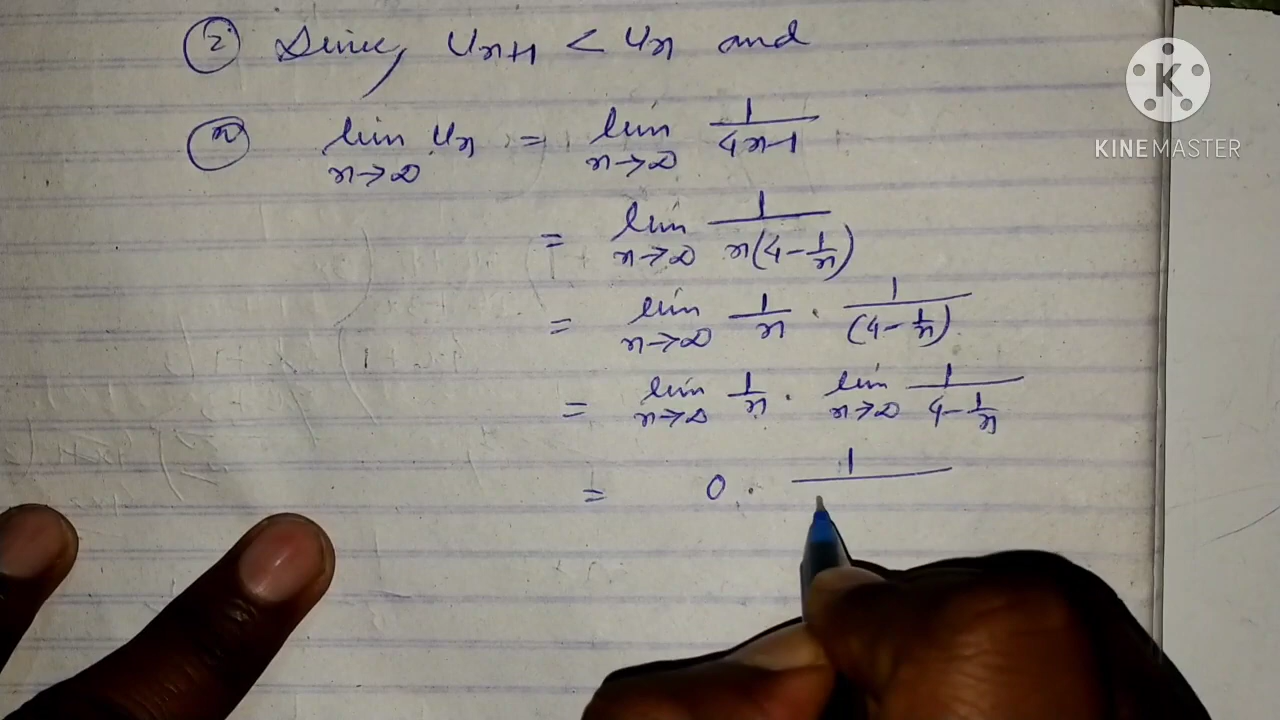 ② Since, Uₙ₊₁ < Uₙ and
lim n→∞ Uₙ = lim n→∞ 1/(4n-1)
= lim n→∞ 1/(n(4-1/n))
= lim n→∞ 1/n · 1/(4-1/n)
= lim n→∞ 1/n · lim n→∞ 1/(4-1/n)
= 0 · 1/
K
KINEMASTER